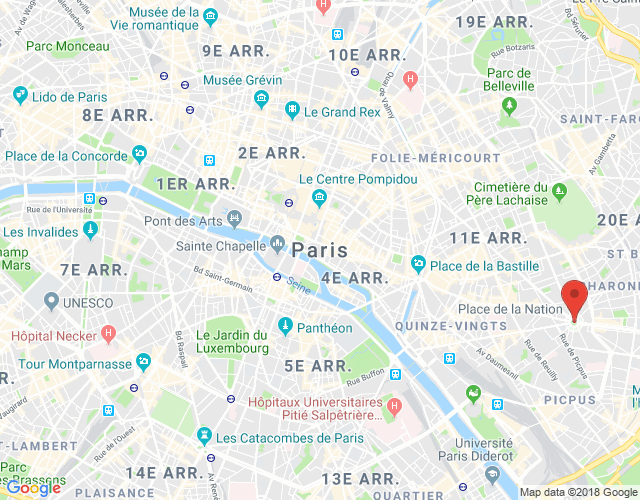 Musée de la
Vie romantique
19E ARR.
Bd Sérurier
Rue Botzaris
Parc Monceau
9E ARR.
10E ARR.
Parc de
Belleville
Musée Grévin
Quai de Valmy
Lido de Paris
8E ARR.
Le Grand Rex
SAINT-FARG
Av. Gambetta
Place de la Concorde
2E ARR.
FOLIE-MÉRICOURT
1ER ARR.
Le Centre Pompidou
Cimetière du
Père Lachaise
Rue de l'Université
Pont des Arts
20E
ARR.
Les Invalides
Sainte Chapelle
Paris
11E ARR.
ST B
hamp
Mars
7E ARR.
Bd Saint-Germain
Seine
4E ARR.
Place de la Bastille
HARONNE
UNESCO
Place de la Nation
Hôpital Necker
Bd Raspail
Le Jardin du
Luxembourg
Panthéon
QUINZE-VINGTS
Rue de Reuilly
Rue de Picpus
Tour Montparnasse
5E ARR.
Rue Buffon
Av Daumesnil
Vaugirard
Hôpitaux Universitaires
Pitié Salpêtrière...
PICPUS
M
l'H
T-LAMBERT
Rue de l'Ouest
Les Catacombes de Paris
Université
Paris Diderot
Parc
es Brassens
14E ARR.
Av. René
13E ARR.
PLAISANCE
QUARTIER
Google
Map data ©2018 Google